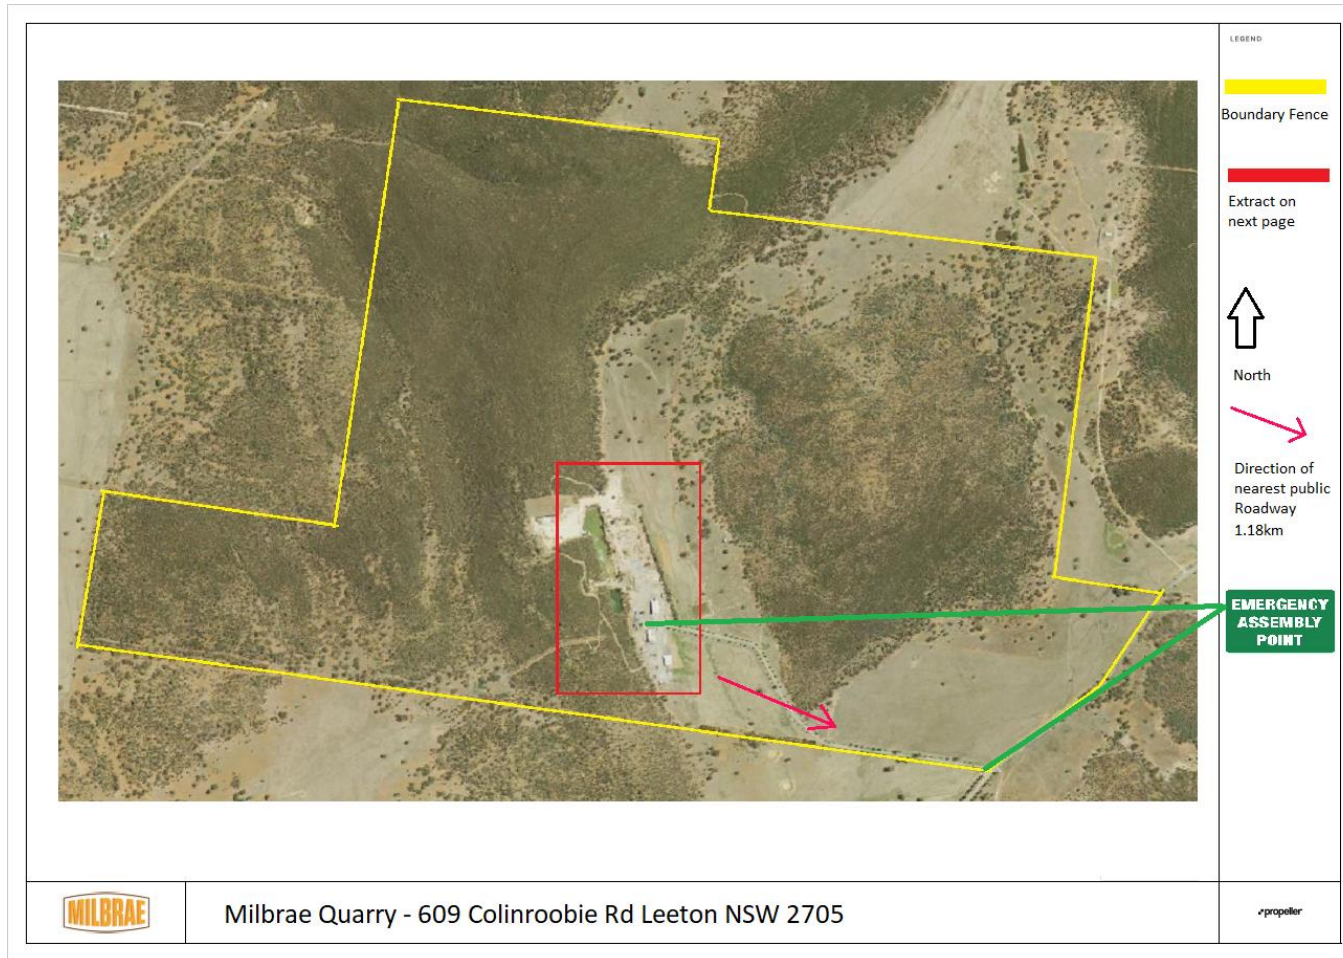 LEGEND
Boundary Fence
Extract on
next page
North
Direction of
nearest public
Roadway
1.18km
EMERGENCY
ASSEMBLY
POINT
MILBRAE
Milbrae Quarry - 609 Colinroobie Rd Leeton NSW 2705
propeller